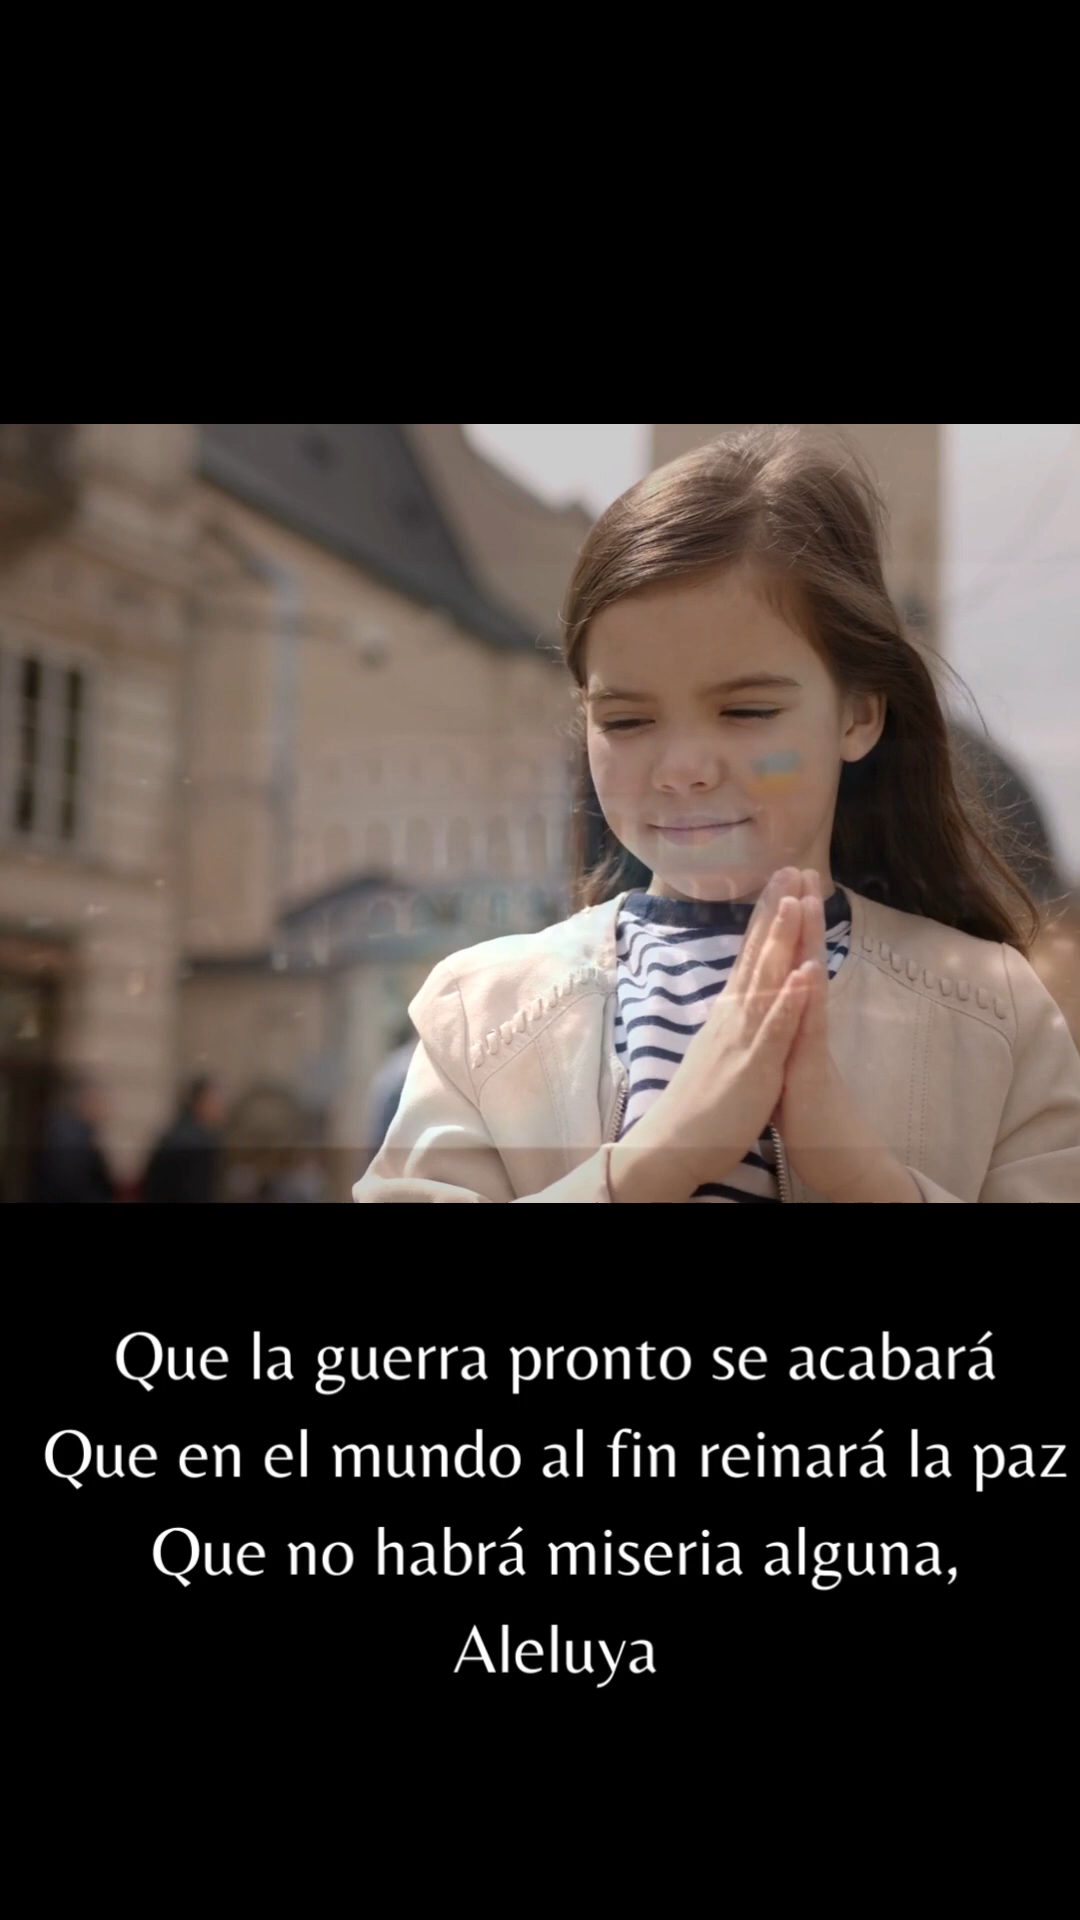 Que la guerra pronto se acabará
Que en el mundo al fin reinará la paz
Que no habrá miseria alguna,
Aleluya